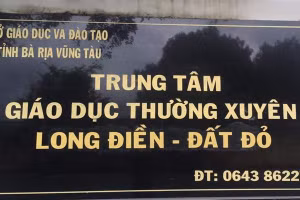 Ở GIÁO DỤC VÀ ĐÀO TẠO
TỈNH BÀ RỊA VŨNG TÀU
TRUNG TÂM
GIÁO DỤC THƯỜNG XUYÊN
LONG ĐIỀN - ĐẤT ĐỎ
ĐT: 0643 8622